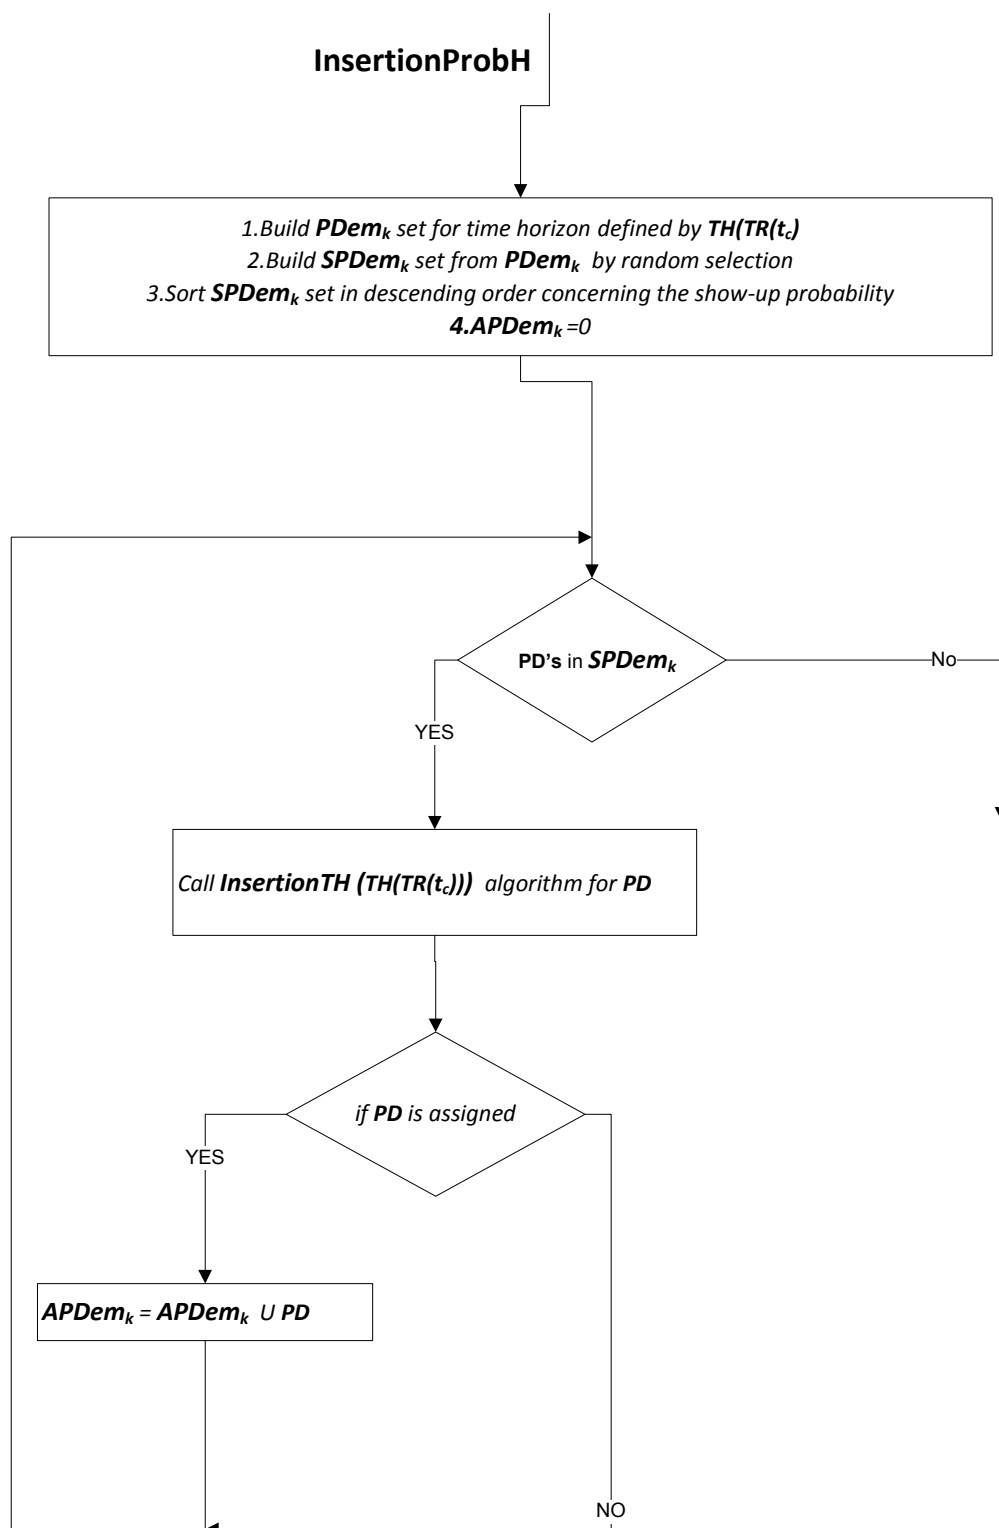 InsertionProbH
1.Build PDemk set for time horizon defined by TH(TR(tc)
2.Build SPDemk set from PDemk by random selection
3.Sort SPDemk set in descending order concerning the show-up probability
4.APDemk =0
PD's in SPDemk
No
YES
Call InsertionTH (TH(TR(tc))) algorithm for PD
if PD is assigned
YES
APDemk = APDemk U PD
NO